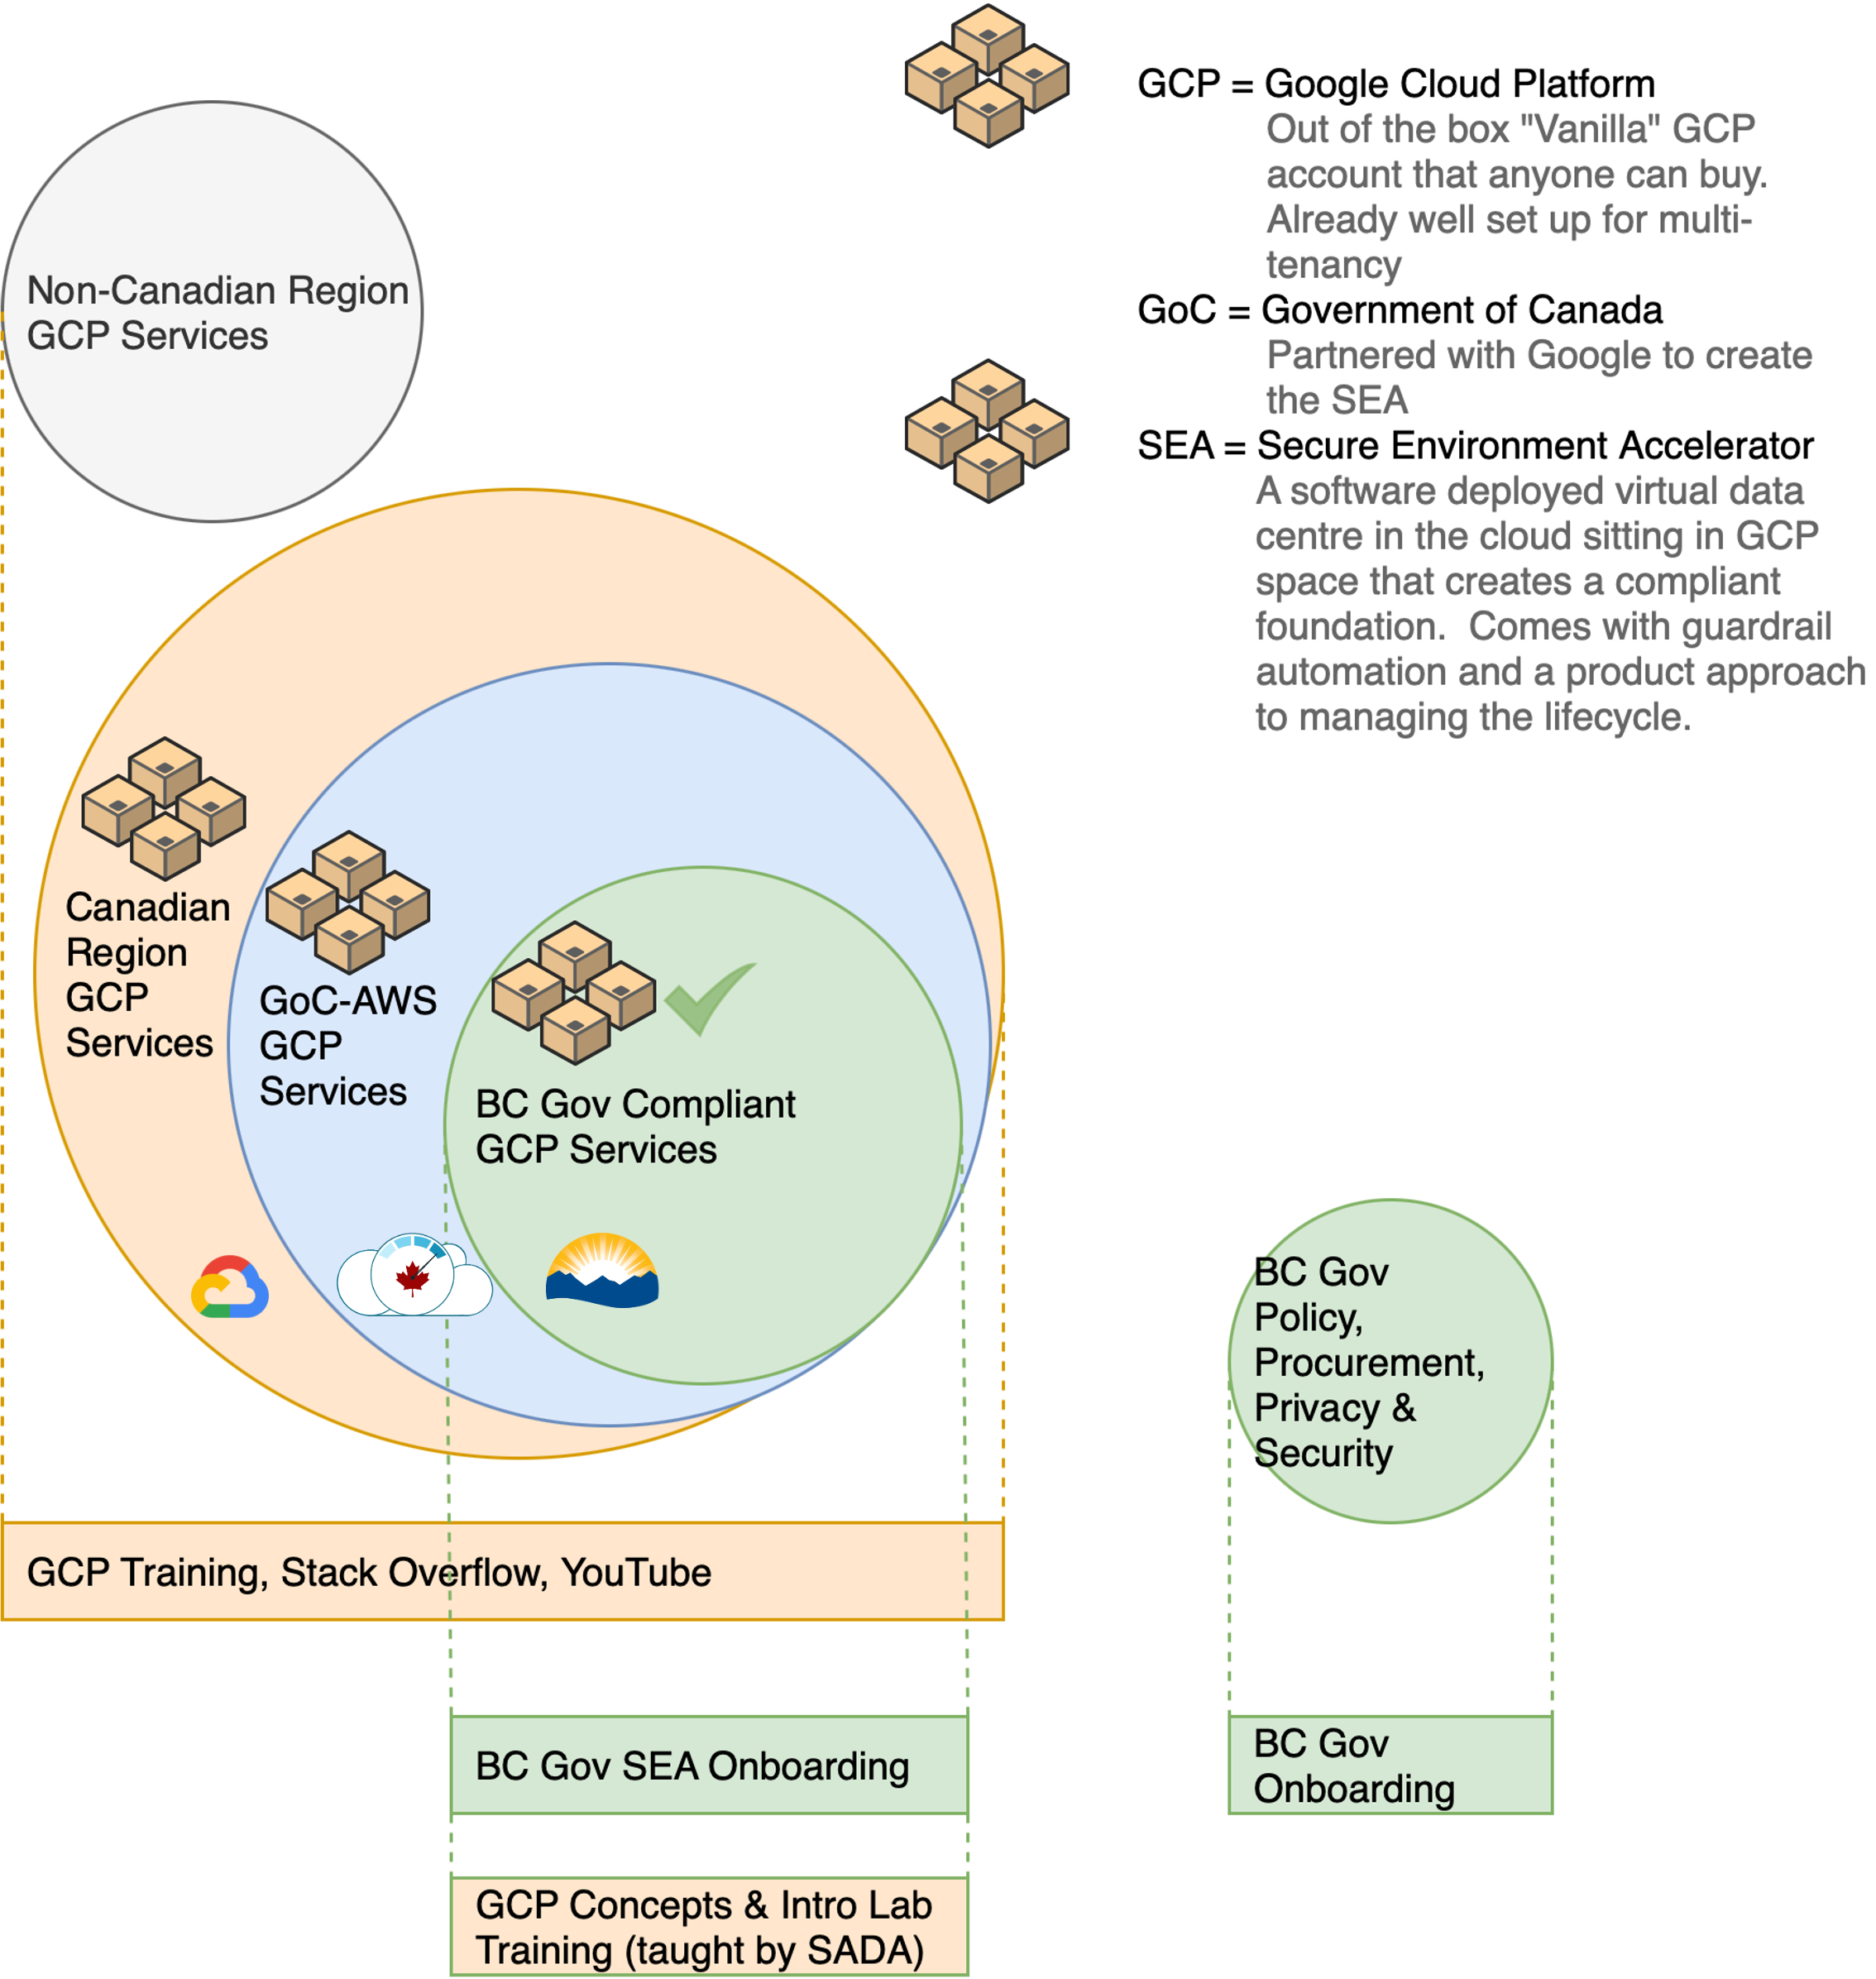 GCP = Google Cloud Platform
Out of the box "Vanilla" GCP
account that anyone can buy.
Already well set up for multi-
tenancy
GoC = Government of Canada
Partnered with Google to create
the SEA
SEA = Secure Environment Accelerator
A software deployed virtual data
centre in the cloud sitting in GCP
space that creates a compliant
foundation.  Comes with guardrail
automation and a product approach
to managing the lifecycle.
Non-Canadian Region
GCP Services
Canadian
Region
GCP
Services
GoC-AWS
GCP
Services
BC Gov Compliant
GCP Services
BC Gov
Policy,
Procurement,
Privacy &
Security
GCP Training, Stack Overflow, YouTube
BC Gov SEA Onboarding
BC Gov
Onboarding
GCP Concepts & Intro Lab
Training (taught by SADA)